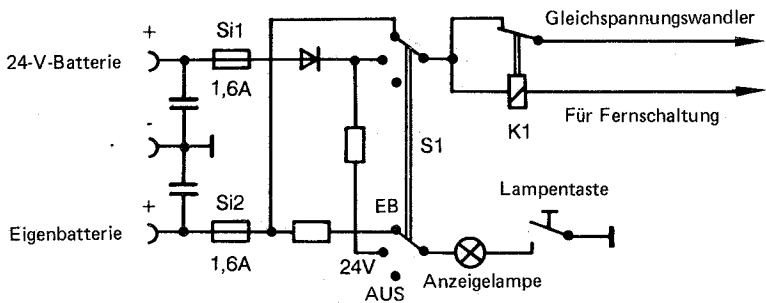 Gleichspannungswandler
+
Si1
24-V-Batterie
1,6A
Für Fernschaltung
K1
-
S1
Lampentaste
+
Si2
EB
Eigenbatterie
1,6A
24V
Anzeigelampe
AUS